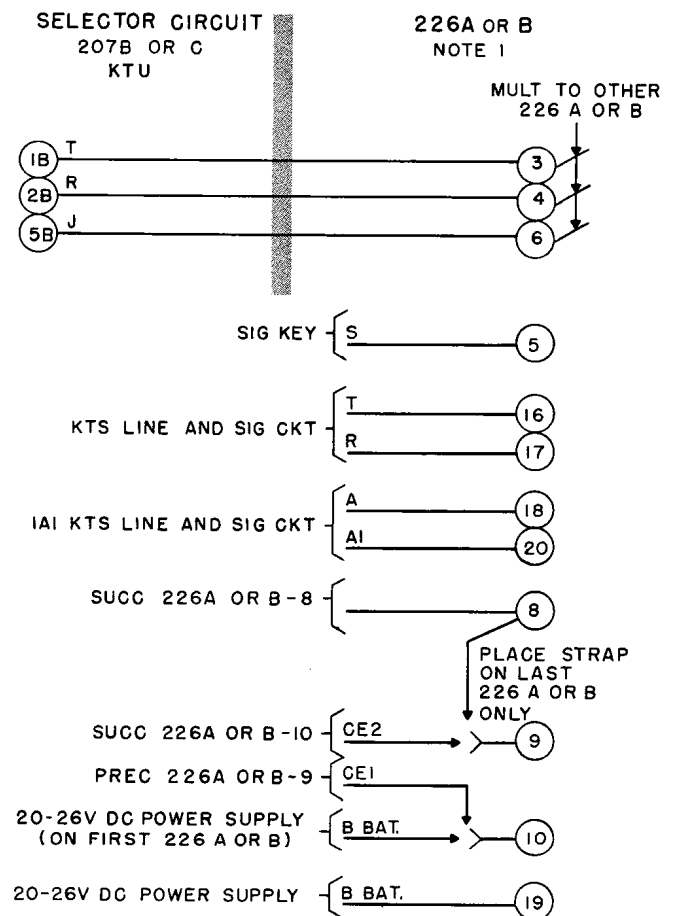 SELECTOR CIRCUIT
207B OR C
KTU
226A OR B
NOTE 1
MULT TO OTHER
226 A OR B
1B T 3
2B R 4
5B J 6
SIG KEY S 5
KTS LINE AND SIG CKT
T 16
R 17
1A1 KTS LINE AND SIG CKT
A 18
A1 20
SUCC 226A OR B-8 8
PLACE STRAP
ON LAST
226 A OR B
ONLY
SUCC 226A OR B-10 CE2 9
PREC 226A OR B-9 CE1
20-26V DC POWER SUPPLY
(ON FIRST 226 A OR B)
B BAT. 10
20-26V DC POWER SUPPLY B BAT. 19